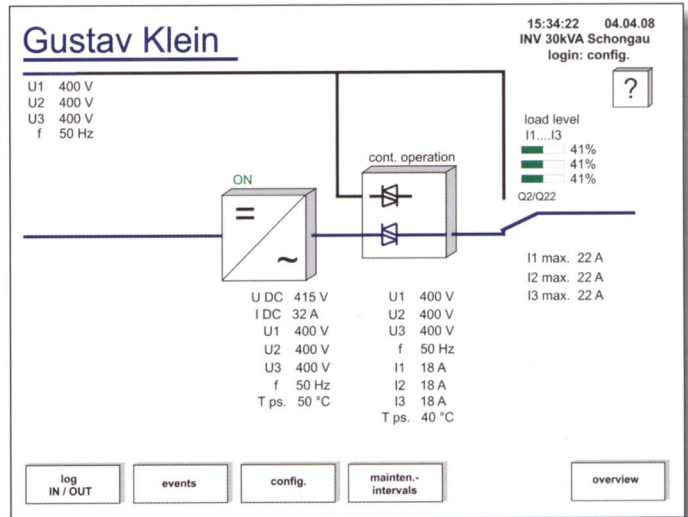 Gustav Klein
15:34:22 04.04.08
INV 30kVA Schongau
login: config.
?
U1 400 V
U2 400 V
U3 400 V
f 50 Hz
load level
I1....I3
41%
41%
41%
Q2/Q22
cont. operation
ON
=
~
I1 max. 22 A
I2 max. 22 A
I3 max. 22 A
U DC 415 V
I DC 32 A
U1 400 V
U2 400 V
U3 400 V
f 50 Hz
T ps. 50 °C
U1 400 V
U2 400 V
U3 400 V
f 50 Hz
I1 18 A
I2 18 A
I3 18 A
T ps. 40 °C
log
IN / OUT
events
config.
mainten.-
intervals
overview